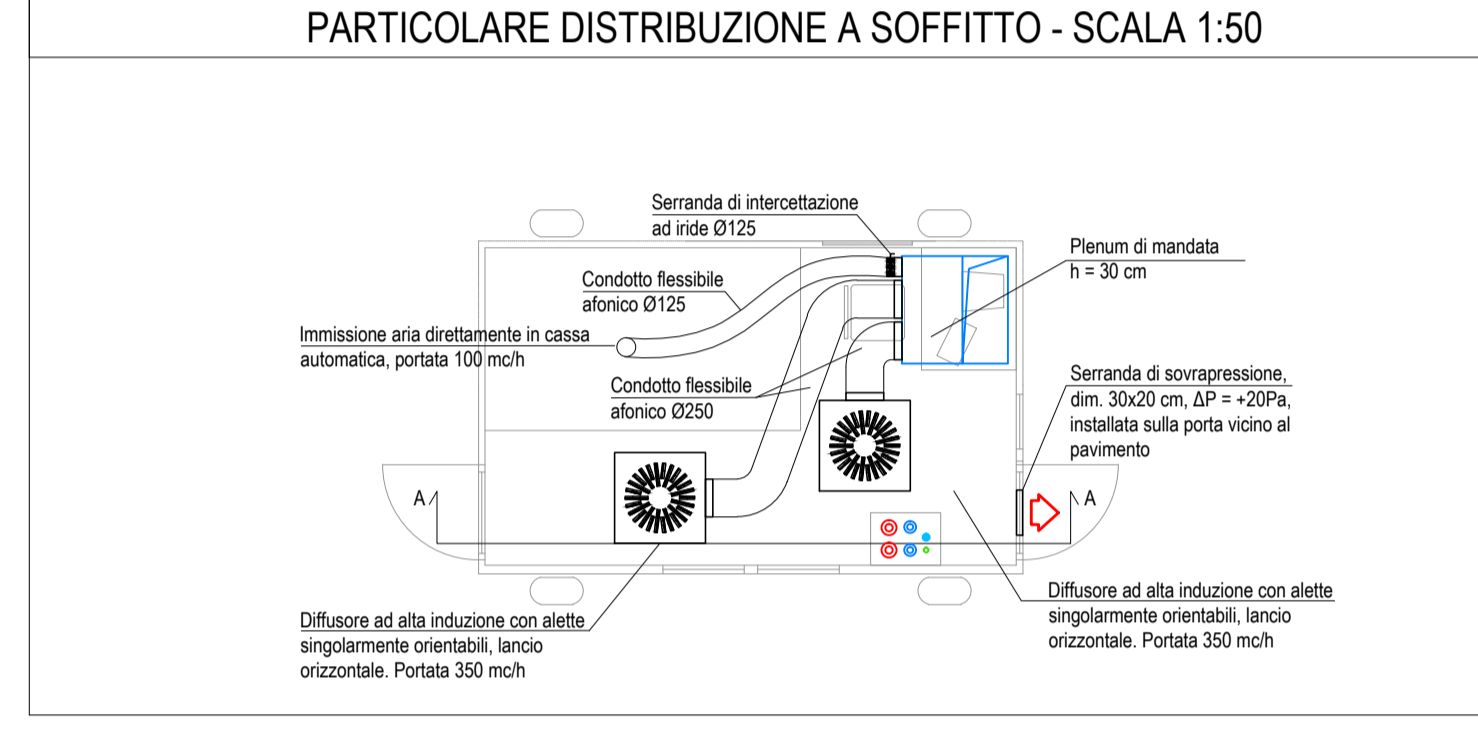 PARTICOLARE DISTRIBUZIONE A SOFFITTO - SCALA 1:50
Serranda di intercettazione
ad iride Ø125
Plenum di mandata
h = 30 cm
Condotto flessibile
afonico Ø125
Immissione aria direttamente in cassa
automatica, portata 100 mc/h
Condotto flessibile
afonico Ø250
Serranda di sovrapressione,
dim. 30x20 cm, ΔP = +20Pa,
installata sulla porta vicino al
pavimento
A
A
Diffusore ad alta induzione con alette
singolarmente orientabili, lancio
orizzontale. Portata 350 mc/h
Diffusore ad alta induzione con alette
singolarmente orientabili, lancio
orizzontale. Portata 350 mc/h